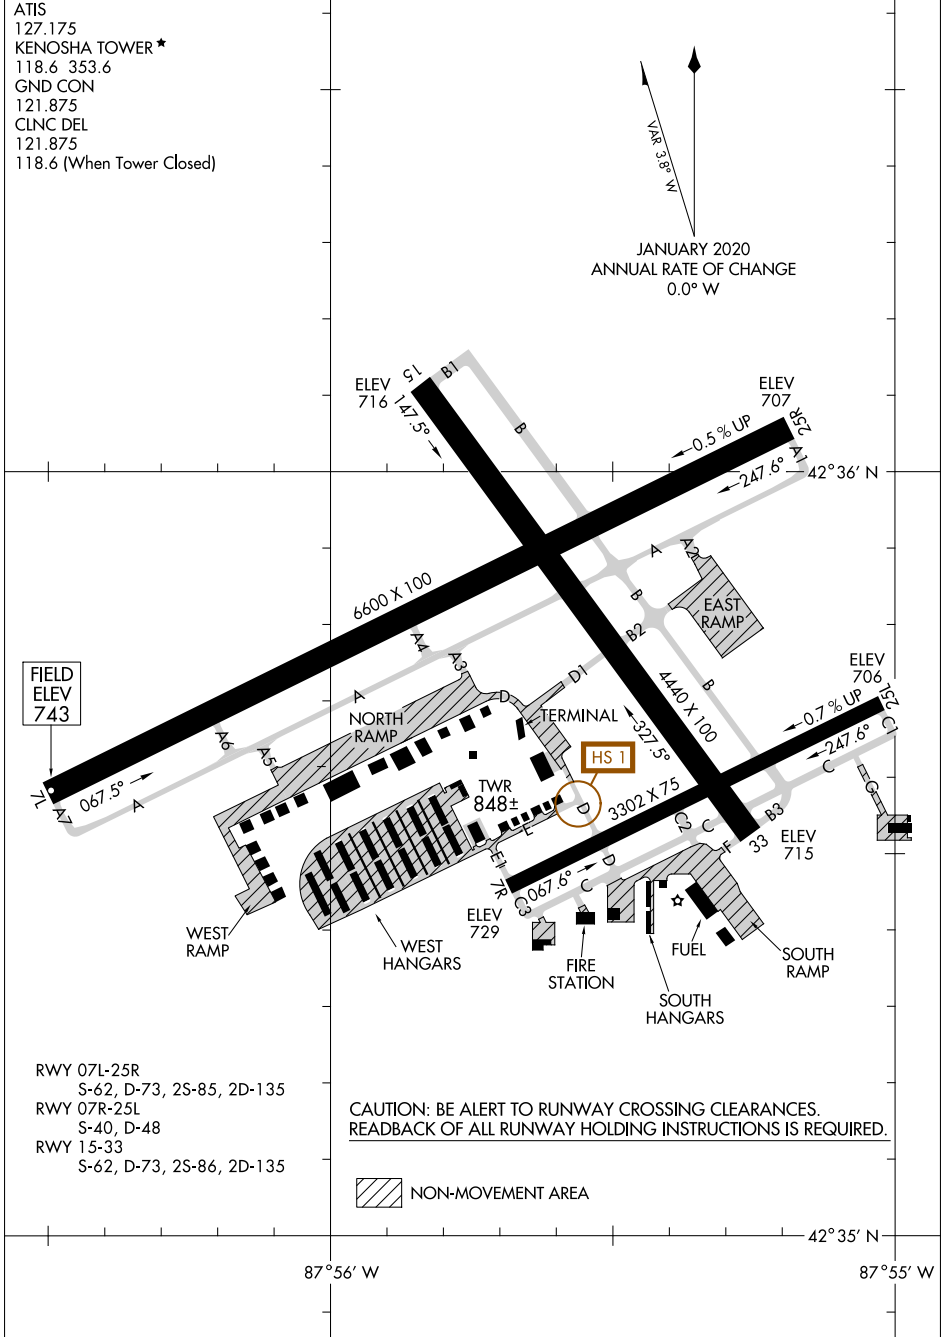 ATIS
127.175
KENOSHA TOWER★
118.6 353.6
GND CON
121.875
CLNC DEL
121.875
118.6 (When Tower Closed)
VAR 3.8° W
JANUARY 2020
ANNUAL RATE OF CHANGE
0.0° W
15
B1
ELEV
716
147.5°
B
ELEV
707
25R
0.5 % UP
247.6°
A1
42°36' N
A
A2
6600 X 100
B
EAST
RAMP
B2
A4
A3
D1
FIELD
ELEV
743
A
D
B
4440 X 100
ELEV
706
25L
NORTH
RAMP
TERMINAL
0.7 % UP
327.5°
247.6°
C1
A6
A5
HS 1
C
7L
067.5°
A
A7
TWR
848±
D
3302 X 75
G
C2
C
B3
E
E1
F
33
ELEV
715
7R
067.6°
D
C
C3
ELEV
729
WEST
RAMP
WEST
HANGARS
FIRE
STATION
FUEL
SOUTH
RAMP
SOUTH
HANGARS
RWY 07L-25R
S-62, D-73, 2S-85, 2D-135
RWY 07R-25L
S-40, D-48
RWY 15-33
S-62, D-73, 2S-86, 2D-135
CAUTION: BE ALERT TO RUNWAY CROSSING CLEARANCES.
READBACK OF ALL RUNWAY HOLDING INSTRUCTIONS IS REQUIRED.
NON-MOVEMENT AREA
42°35' N
87°56' W
87°55' W